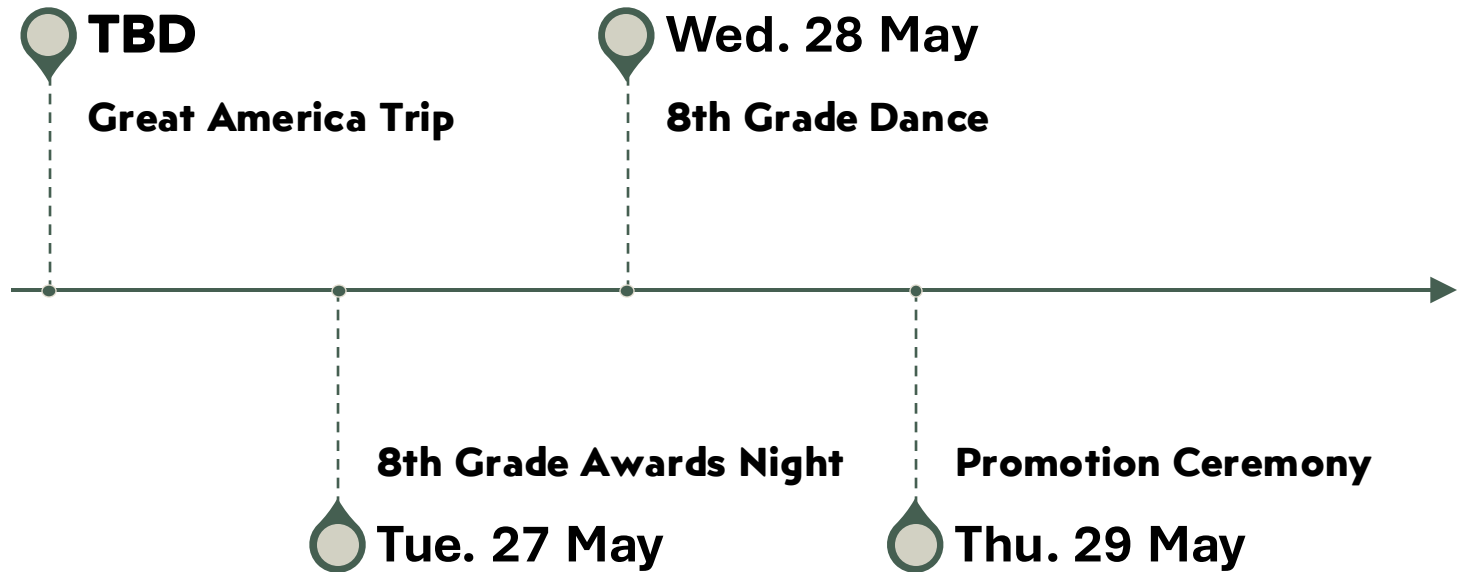 TBD
Great America Trip
Wed. 28 May
8th Grade Dance
8th Grade Awards Night
Tue. 27 May
Promotion Ceremony
Thu. 29 May